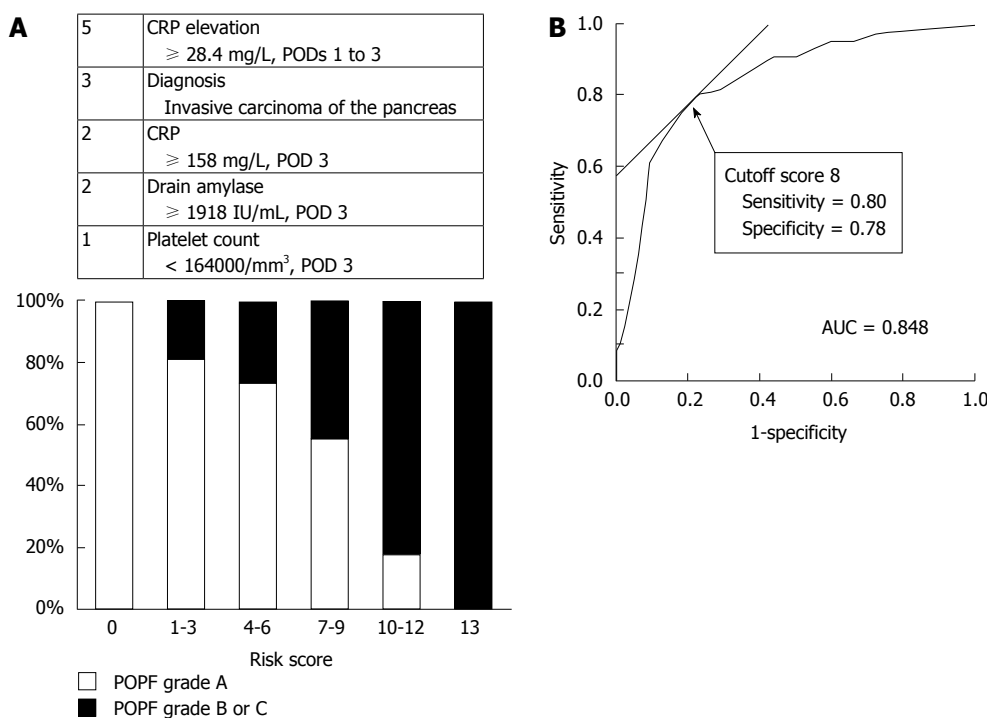 A
5 CRP elevation
⩾ 28.4 mg/L, PODs 1 to 3
3 Diagnosis
Invasive carcinoma of the pancreas
2 CRP
⩾ 158 mg/L, POD 3
2 Drain amylase
⩾ 1918 IU/mL, POD 3
1 Platelet count
< 164000/mm³, POD 3
100%
80%
60%
40%
20%
0%
0 1-3 4-6 7-9 10-12 13
Risk score
POPF grade A
POPF grade B or C
B
1.0
0.8
0.6
0.4
0.2
0.0
Sensitivity
Cutoff score 8
Sensitivity = 0.80
Specificity = 0.78
AUC = 0.848
0.0 0.2 0.4 0.6 0.8 1.0
1-specificity